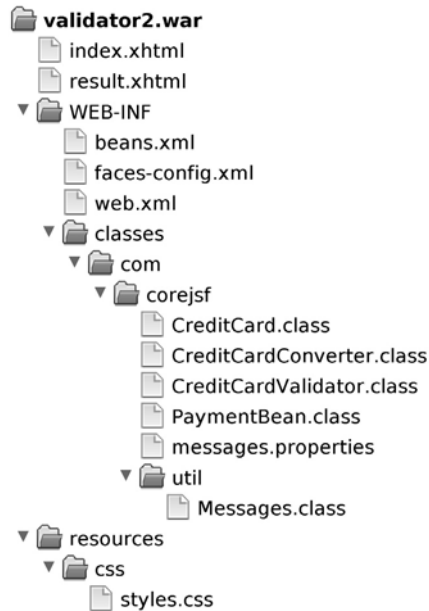 validator2.war
index.xhtml
result.xhtml
WEB-INF
beans.xml
faces-config.xml
web.xml
classes
com
corejsf
CreditCard.class
CreditCardConverter.class
CreditCardValidator.class
PaymentBean.class
messages.properties
util
Messages.class
resources
css
styles.css